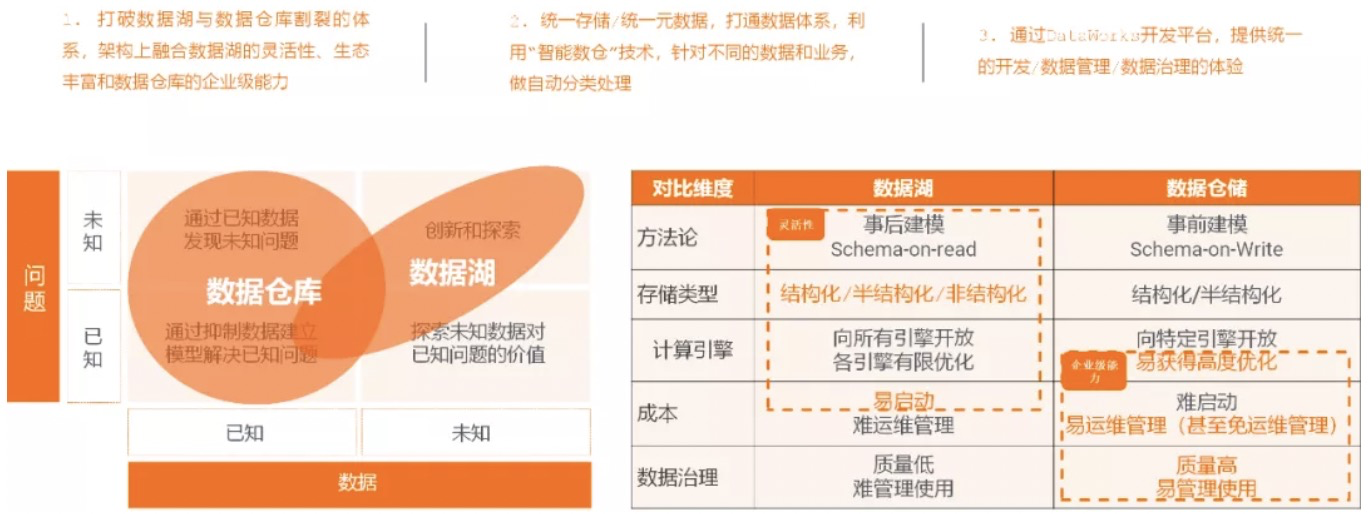 1. 打破数据湖与数据仓库割裂的体
系，架构上融合数据湖的灵活性、生态
丰富和数据仓库的企业级能力
2. 统一存储/统一元数据，打通数据体系，利
用“智能数仓”技术，针对不同的数据和业务，
做自动分类处理
3. 通过DataWorks开发平台，提供统一
的开发/数据管理/数据治理的体验
问题
未知
已知
通过已知数据
发现未知问题
创新和探索
数据仓库
数据湖
通过抑制数据建立
模型解决已知问题
探索未知数据对
已知问题的价值
已知
未知
数据
对比维度
数据湖
数据仓储
方法论
灵活性
事后建模
Schema-on-read
事前建模
Schema-on-Write
存储类型
结构化/半结构化/非结构化
结构化/半结构化
计算引擎
向所有引擎开放
各引擎有限优化
向特定引擎开放
易获得高度优化
企业级能
力
成本
易启动
难运维管理
难启动
易运维管理（甚至免运维管理）
数据治理
质量低
难管理使用
质量高
易管理使用